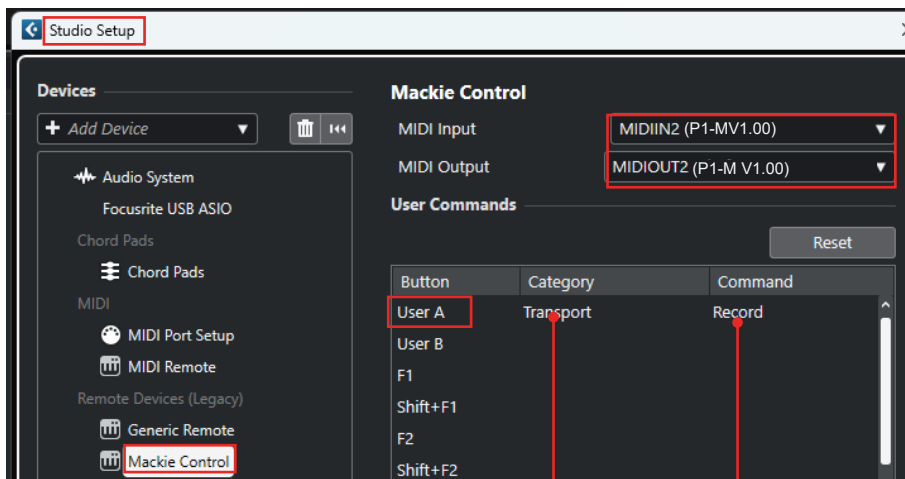 Studio Setup
Devices
+ Add Device
Audio System
Focusrite USB ASIO
Chord Pads
Chord Pads
MIDI
MIDI Port Setup
MIDI Remote
Remote Devices (Legacy)
Generic Remote
Mackie Control
Mackie Control
MIDI Input MIDIIN2 (P1-MV1.00)
MIDI Output MIDIOUT2 (P1-M V1.00)
User Commands
Reset
Button Category Command
User A Transport Record
User B
F1
Shift+F1
F2
Shift+F2